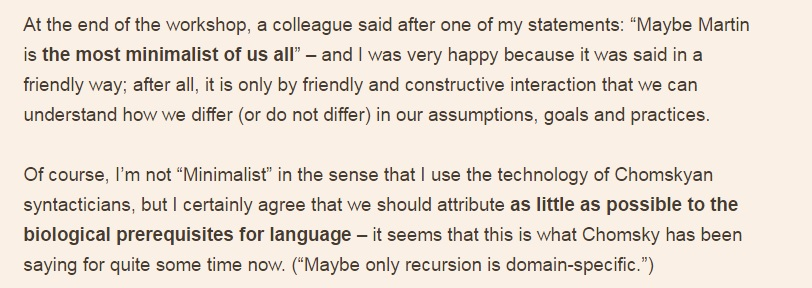 At the end of the workshop, a colleague said after one of my statements: “Maybe Martin
is the most minimalist of us all” – and I was very happy because it was said in a
friendly way; after all, it is only by friendly and constructive interaction that we can
understand how we differ (or do not differ) in our assumptions, goals and practices.
Of course, I’m not “Minimalist” in the sense that I use the technology of Chomskyan
syntacticians, but I certainly agree that we should attribute as little as possible to the
biological prerequisites for language – it seems that this is what Chomsky has been
saying for quite some time now. (“Maybe only recursion is domain-specific.”)